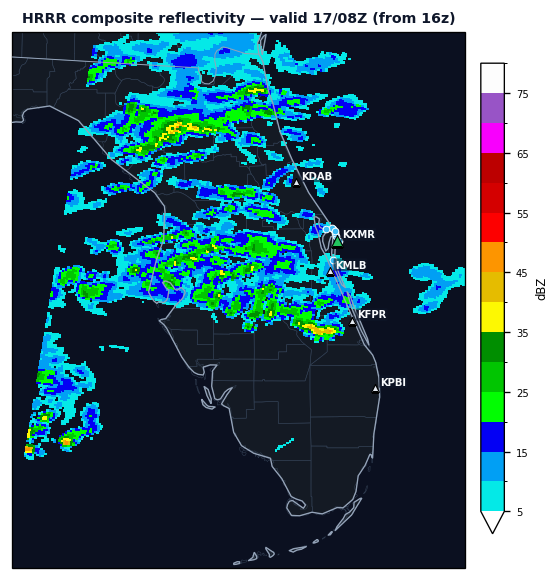 HRRR composite reflectivity — valid 17/08Z (from 16z)
KDAB
KXMR
KMLB
KFPR
KPBI
75
65
55
45
35
25
15
5
dBZ